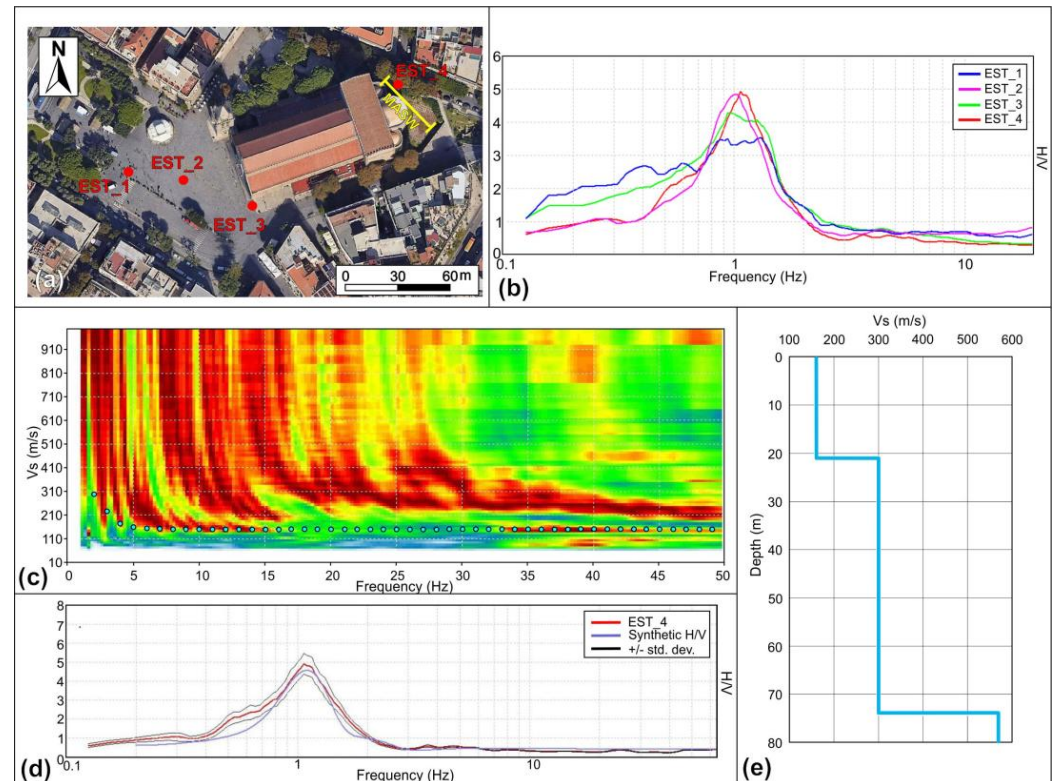 N
EST_4
MASW
EST_2
EST_1
EST_3
(a)
0 30 60 m
6
5
4
3
2
1
0
EST_1
EST_2
EST_3
EST_4
H/V
0.1 1 10
Frequency (Hz)
(b)
910
810
710
610
510
410
310
210
110
10
Vs (m/s)
0 5 10 15 20 25 30 35 40 45 50
Frequency (Hz)
(c)
8
7
6
5
4
3
2
1
0
EST_4
Synthetic H/V
+/- std. dev.
H/V
0.1 1 10
Frequency (Hz)
(d)
Vs (m/s)
100 200 300 400 500 600
0
10
20
30
40
50
60
70
80
Depth (m)
(e)